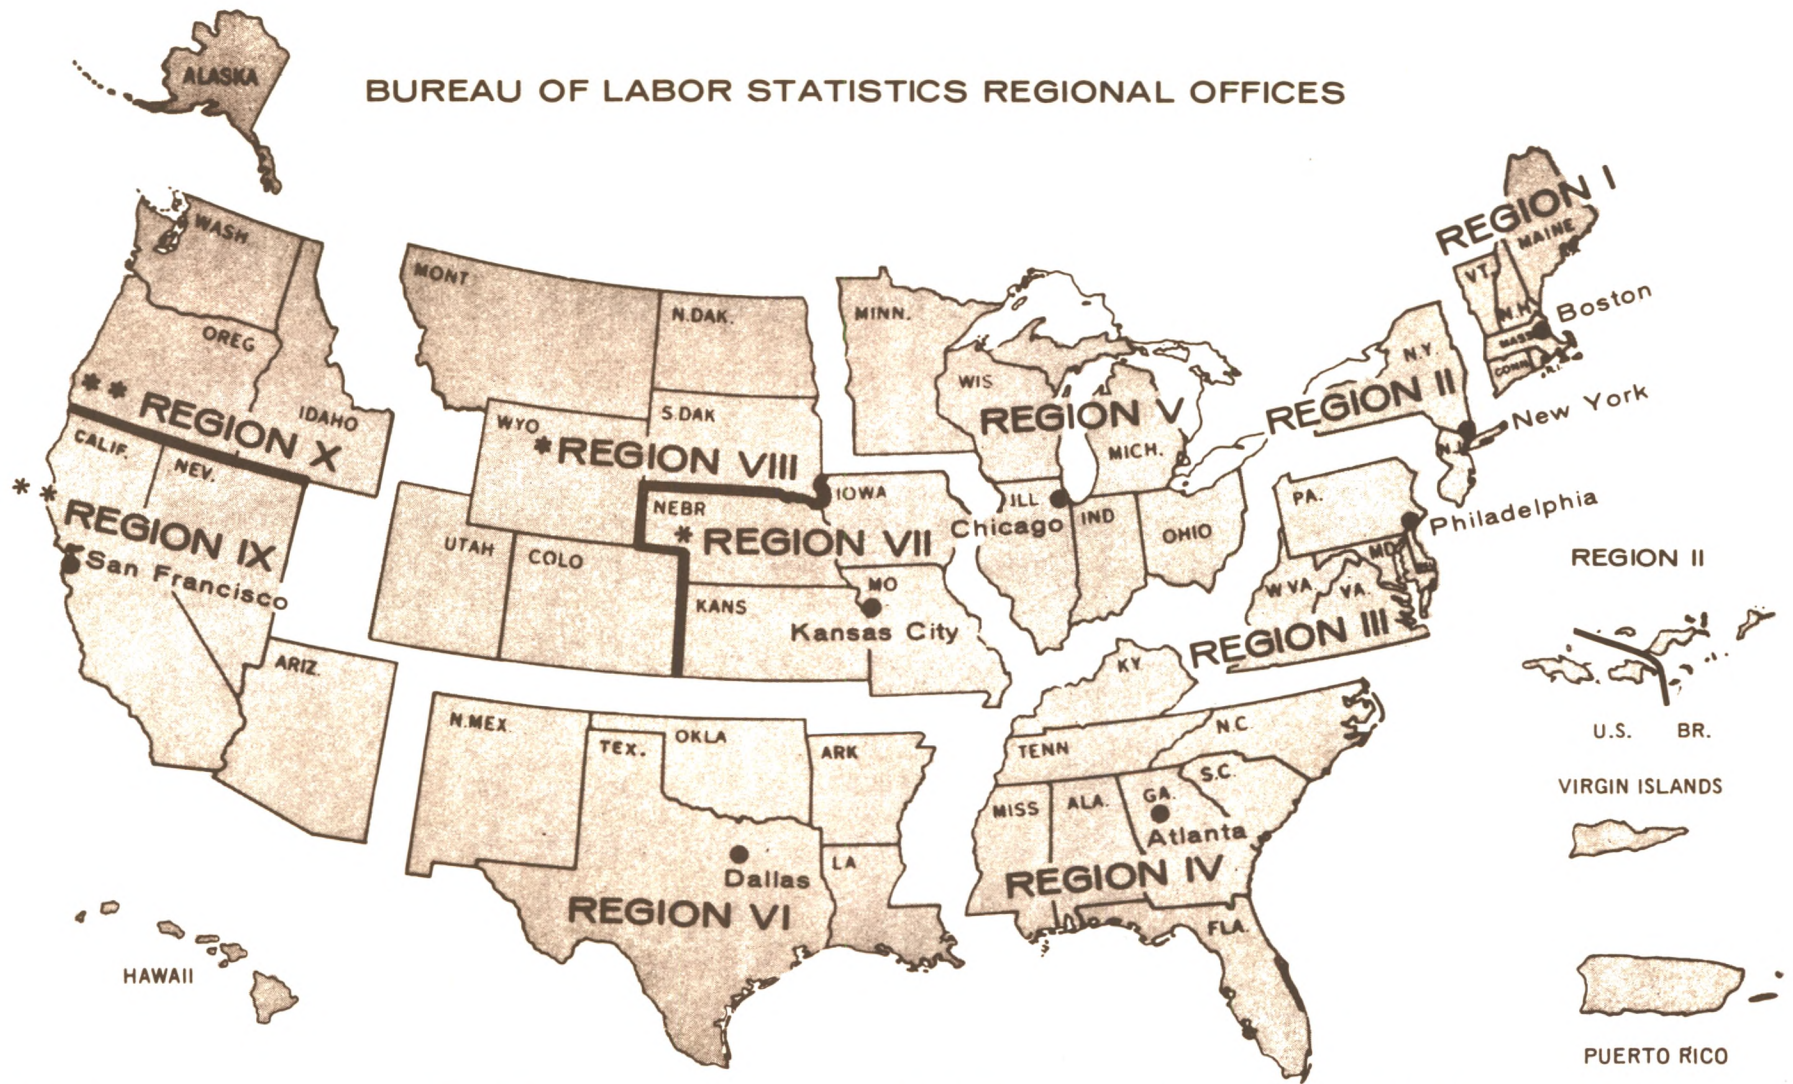 BUREAU OF LABOR STATISTICS REGIONAL OFFICES
ALASKA
WASH
OREG
IDAHO
** REGION X
CALIF.
NEV.
** REGION IX
San Francisco
ARIZ.
HAWAII
MONT
N.DAK.
S.DAK
WYO
*REGION VIII
UTAH
COLO
NEBR
IOWA
* REGION VII
KANS
MO
Kansas City
MINN.
WIS
REGION V
MICH.
ILL
Chicago
IND
OHIO
N.MEX.
TEX.
OKLA
ARK
LA
Dallas
REGION VI
KY
TENN
N.C.
S.C.
MISS
ALA.
GA.
Atlanta
REGION IV
FLA.
REGION I
MAINE
VT.
N.H.
MASS
CONN
R.I.
Boston
N.Y.
REGION II
New York
N.J.
PA.
Philadelphia
MD
W VA.
VA.
REGION III
REGION II
U.S. BR.
VIRGIN ISLANDS
PUERTO RICO